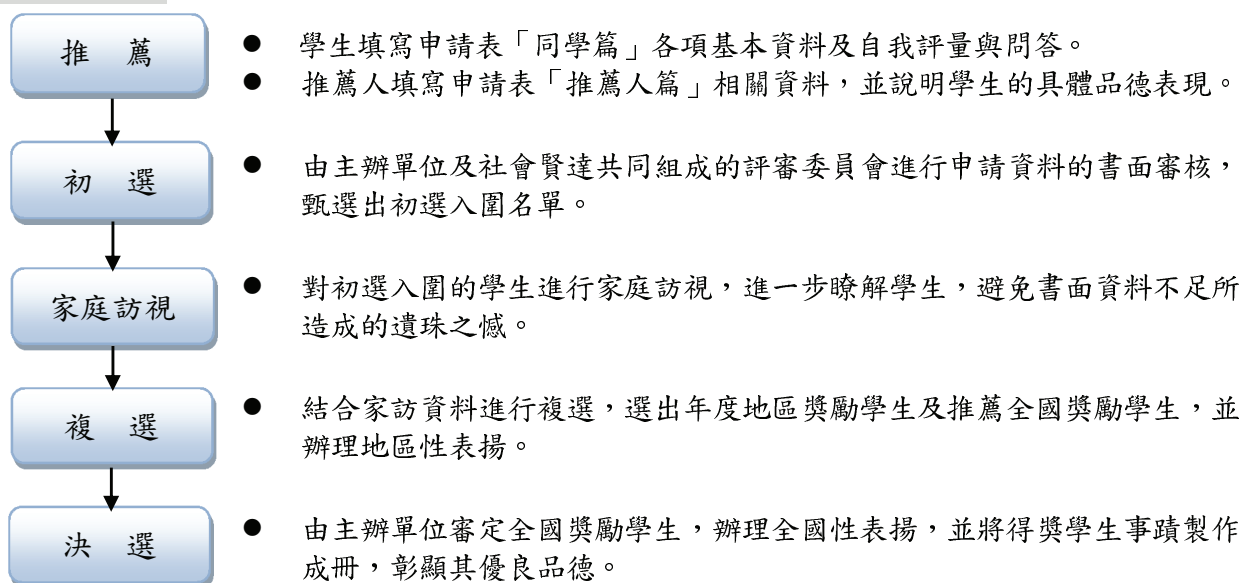 推 薦
● 學生填寫申請表「同學篇」各項基本資料及自我評量與問答。
● 推薦人填寫申請表「推薦人篇」相關資料，並說明學生的具體品德表現。
初 選
● 由主辦單位及社會賢達共同組成的評審委員會進行申請資料的書面審核，
甄選出初選入圍名單。
家庭訪視
● 對初選入圍的學生進行家庭訪視，進一步瞭解學生，避免書面資料不足所
造成的遺珠之憾。
複 選
● 結合家訪資料進行複選，選出年度地區獎勵學生及推薦全國獎勵學生，並
辦理地區性表揚。
決 選
● 由主辦單位審定全國獎勵學生，辦理全國性表揚，並將得獎學生事蹟製作
成冊，彰顯其優良品德。